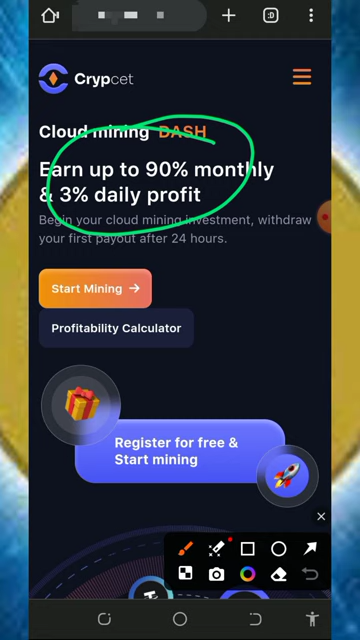 Crypcet
Cloud mining DASH
Earn up to 90% monthly
& 3% daily profit
Begin your cloud mining investment, withdraw
your first payout after 24 hours.
Start Mining →
Profitability Calculator
Register for free &
Start mining